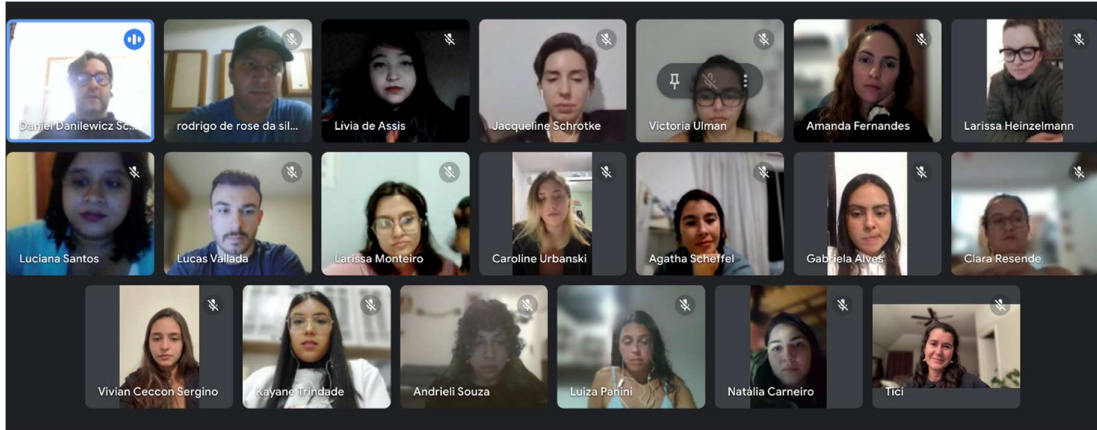 Daniel Danilewicz Sc...
rodrigo de rose da sil...
Lívia de Assis
Jacqueline Schrotke
Victoria Ulman
Amanda Fernandes
Larissa Heinzelmann
Luciana Santos
Lucas Vallada
Larissa Monteiro
Caroline Urbanski
Agatha Scheffel
Gabriela Alves
Clara Resende
Vivian Ceccon Sergino
Kayane Trindade
Andrieli Souza
Luiza Panini
Natália Carneiro
Tici